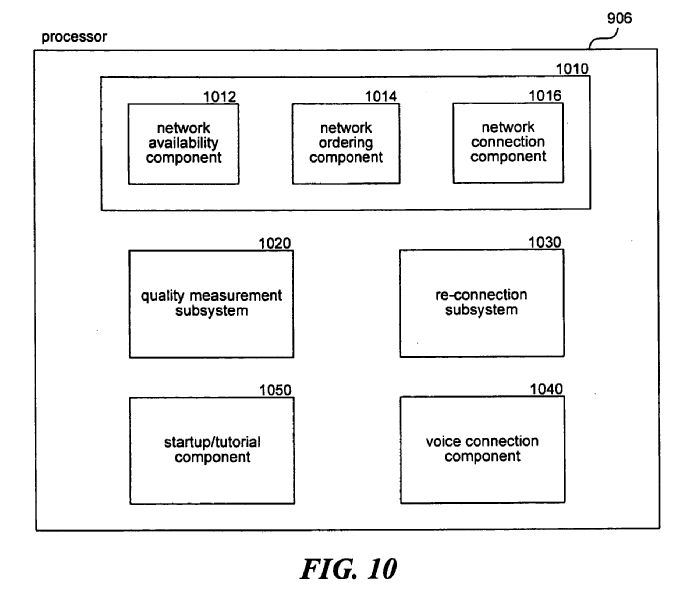 906
processor
1010
1012
network
availability
component
1014
network
ordering
component
1016
network
connection
component
1020
quality measurement
subsystem
1030
re-connection
subsystem
1050
startup/tutorial
component
1040
voice connection
component
FIG. 10